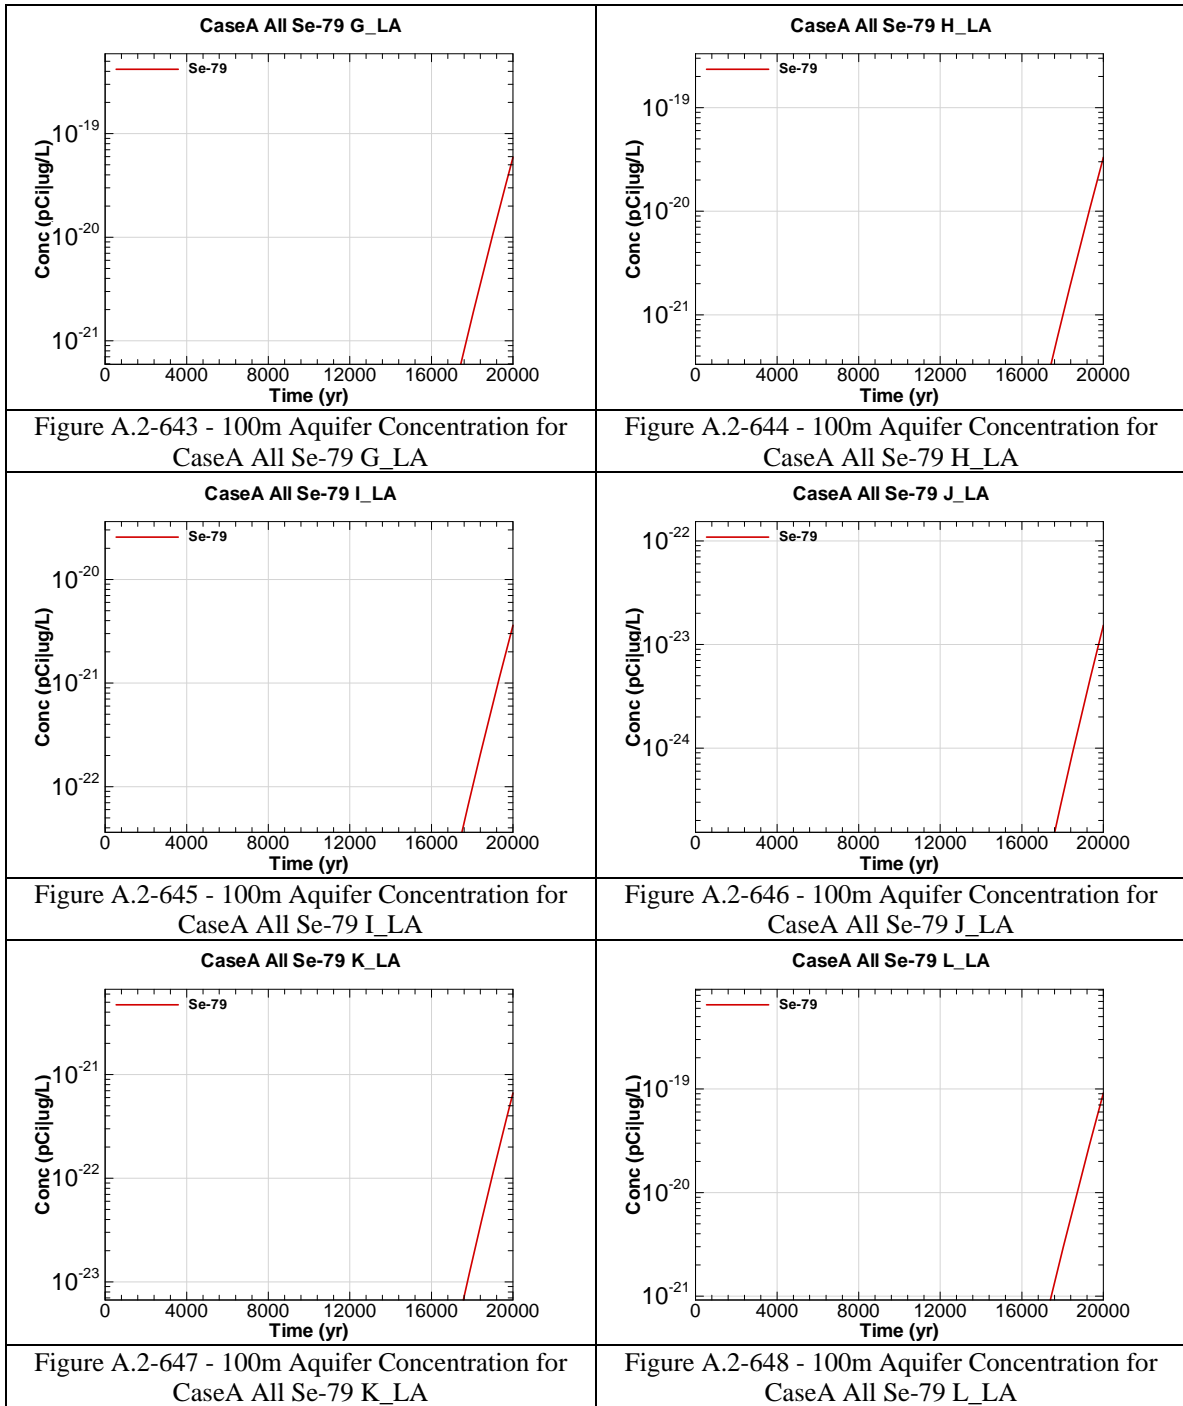 CaseA All Se-79 G_LA
Se-79
Conc (pCi|ug/L)
10-19
10-20
10-21
0 4000 8000 12000 16000 20000
Time (yr)
Figure A.2-643 - 100m Aquifer Concentration for
CaseA All Se-79 G_LA
CaseA All Se-79 H_LA
Se-79
Conc (pCi|ug/L)
10-19
10-20
10-21
0 4000 8000 12000 16000 20000
Time (yr)
Figure A.2-644 - 100m Aquifer Concentration for
CaseA All Se-79 H_LA
CaseA All Se-79 I_LA
Se-79
Conc (pCi|ug/L)
10-20
10-21
10-22
0 4000 8000 12000 16000 20000
Time (yr)
Figure A.2-645 - 100m Aquifer Concentration for
CaseA All Se-79 I_LA
CaseA All Se-79 J_LA
Se-79
Conc (pCi|ug/L)
10-22
10-23
10-24
0 4000 8000 12000 16000 20000
Time (yr)
Figure A.2-646 - 100m Aquifer Concentration for
CaseA All Se-79 J_LA
CaseA All Se-79 K_LA
Se-79
Conc (pCi|ug/L)
10-21
10-22
10-23
0 4000 8000 12000 16000 20000
Time (yr)
Figure A.2-647 - 100m Aquifer Concentration for
CaseA All Se-79 K_LA
CaseA All Se-79 L_LA
Se-79
Conc (pCi|ug/L)
10-19
10-20
10-21
0 4000 8000 12000 16000 20000
Time (yr)
Figure A.2-648 - 100m Aquifer Concentration for
CaseA All Se-79 L_LA